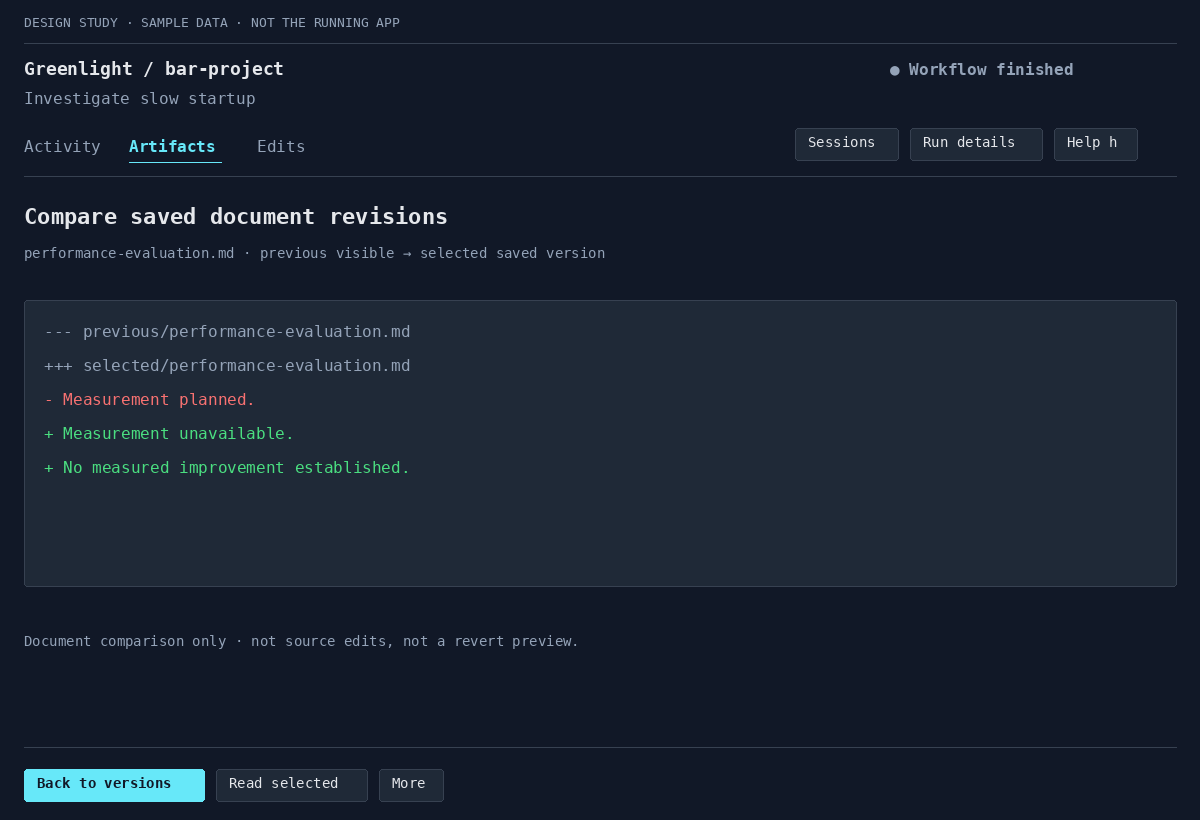 DESIGN STUDY · SAMPLE DATA · NOT THE RUNNING APP
Greenlight / bar-project
● Workflow finished
Investigate slow startup
Activity Artifacts Edits
Sessions Run details Help h
Compare saved document revisions
performance-evaluation.md · previous visible → selected saved version
--- previous/performance-evaluation.md
+++ selected/performance-evaluation.md
- Measurement planned.
+ Measurement unavailable.
+ No measured improvement established.
Document comparison only · not source edits, not a revert preview.
Back to versions Read selected More